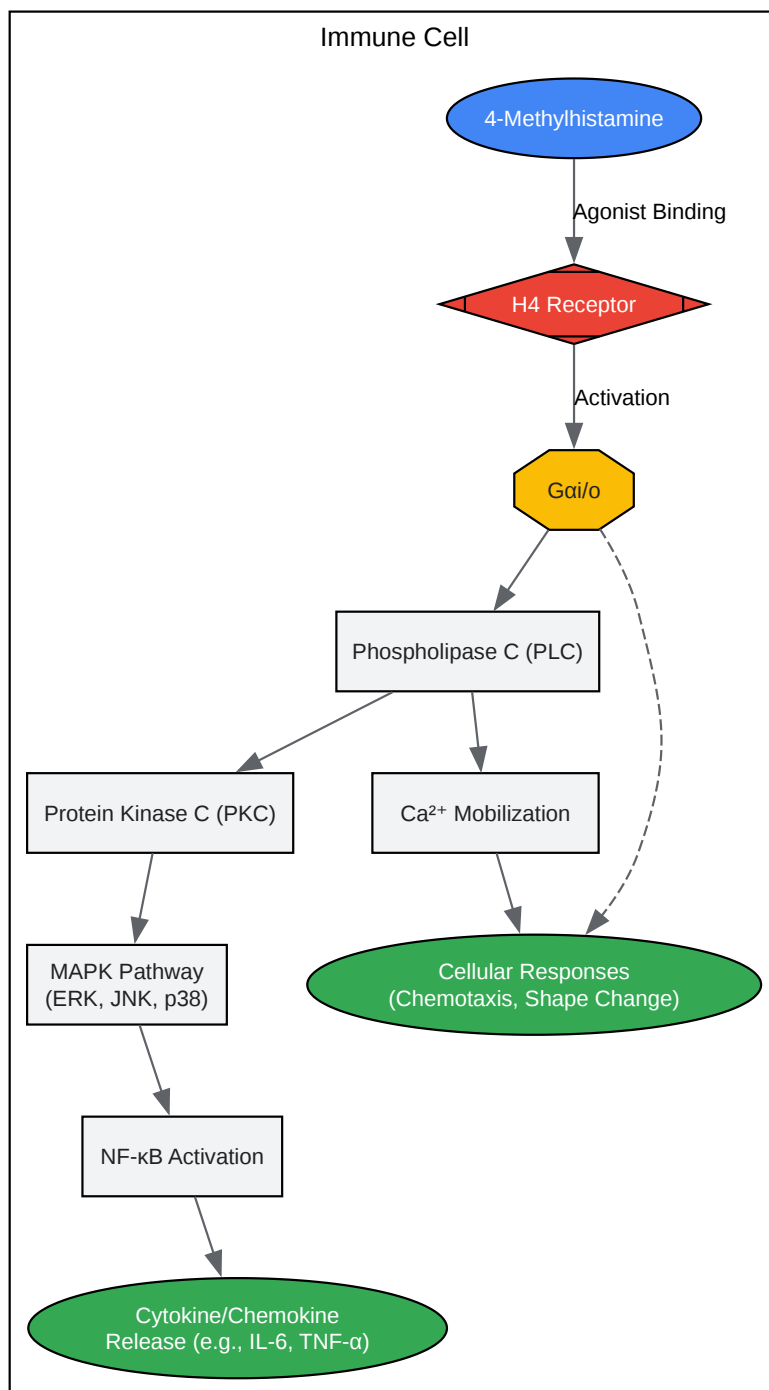 Immune Cell
4-Methylhistamine
Agonist Binding
H4 Receptor
Activation
Gαi/o
Phospholipase C (PLC)
Protein Kinase C (PKC)
Ca²⁺ Mobilization
MAPK Pathway
(ERK, JNK, p38)
Cellular Responses
(Chemotaxis, Shape Change)
NF-κB Activation
Cytokine/Chemokine
Release (e.g., IL-6, TNF-α)